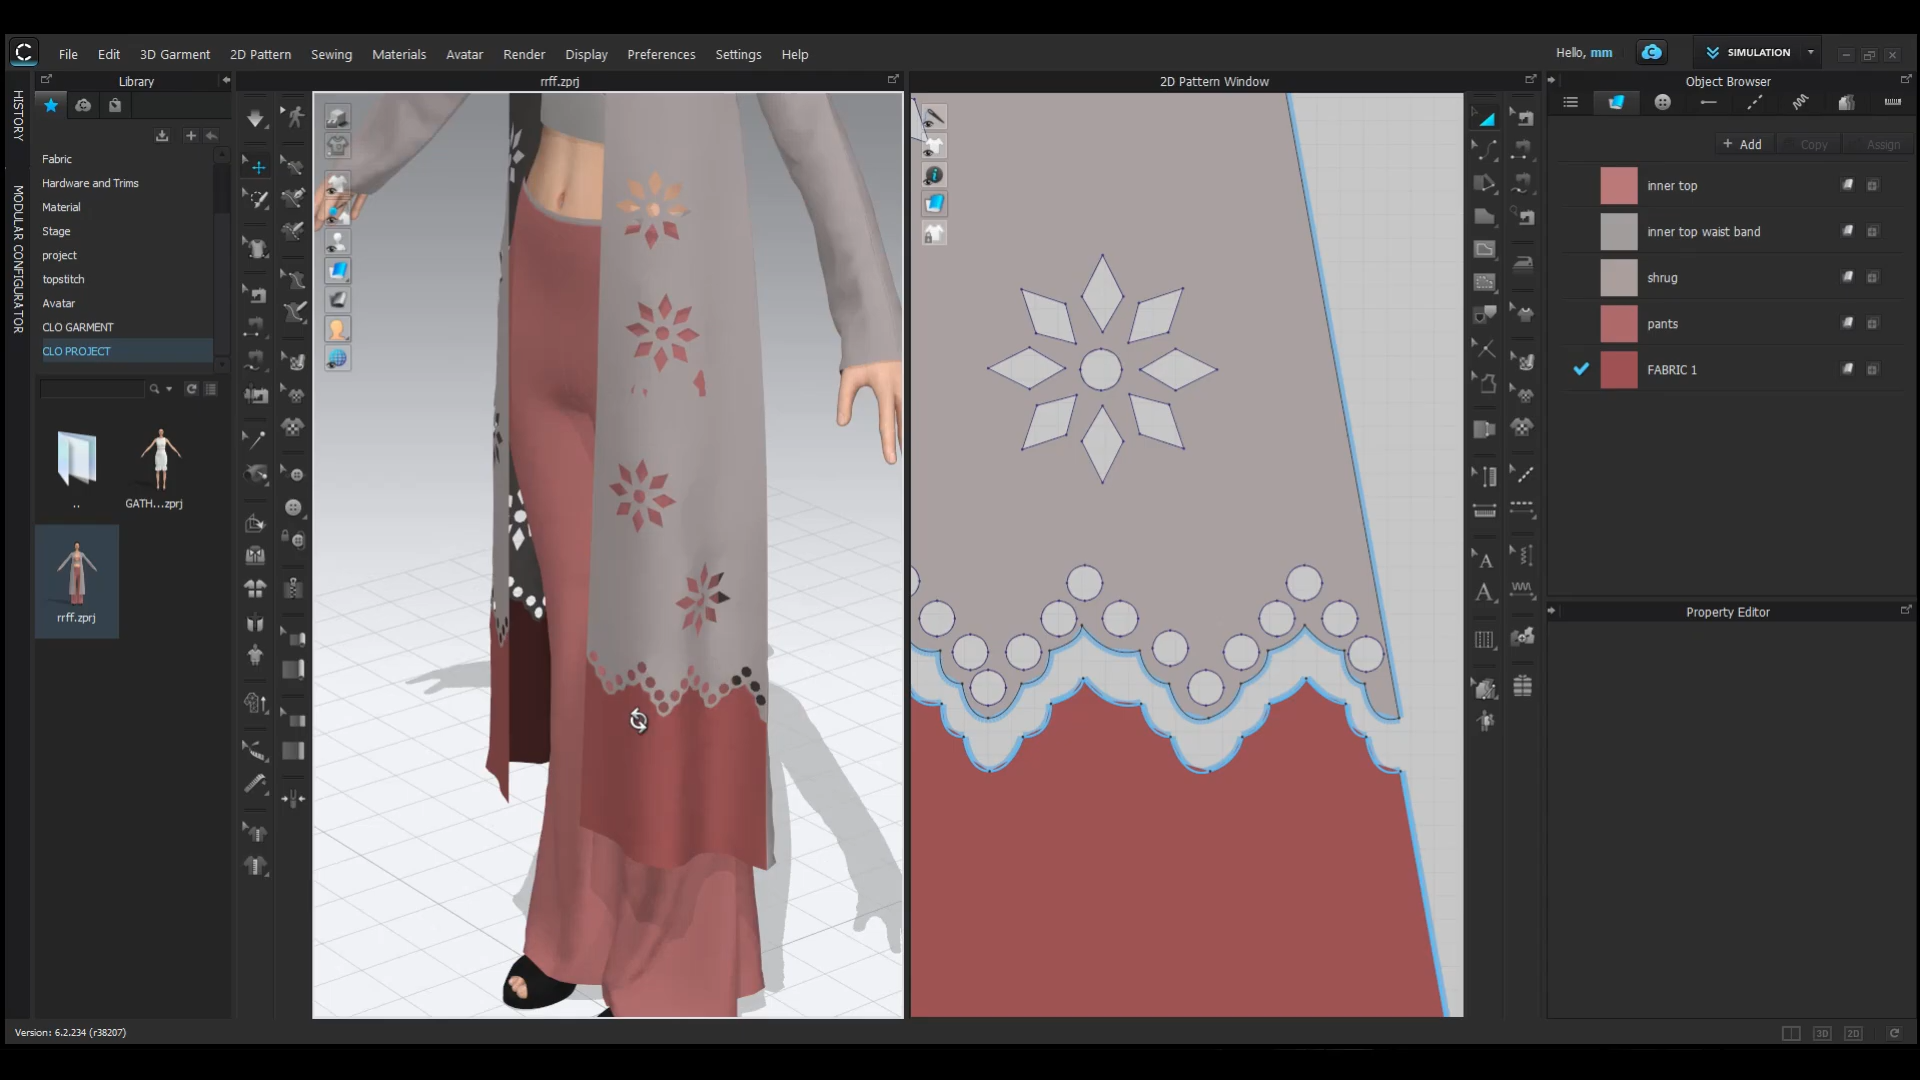 File Edit 3D Garment 2D Pattern Sewing Materials Avatar Render Display Preferences Settings Help
Hello, mm
SIMULATION
Library
rrff.zprj
2D Pattern Window
Object Browser
HISTORY
MODULAR CONFIGURATOR
Fabric
Hardware and Trims
Material
Stage
project
topstitch
Avatar
CLO GARMENT
CLO PROJECT
..
GATH...zprj
rrff.zprj
+ Add
Copy
Assign
inner top
inner top waist band
shrug
pants
FABRIC 1
Property Editor
Version: 6.2.234 (r38207)
3D
2D